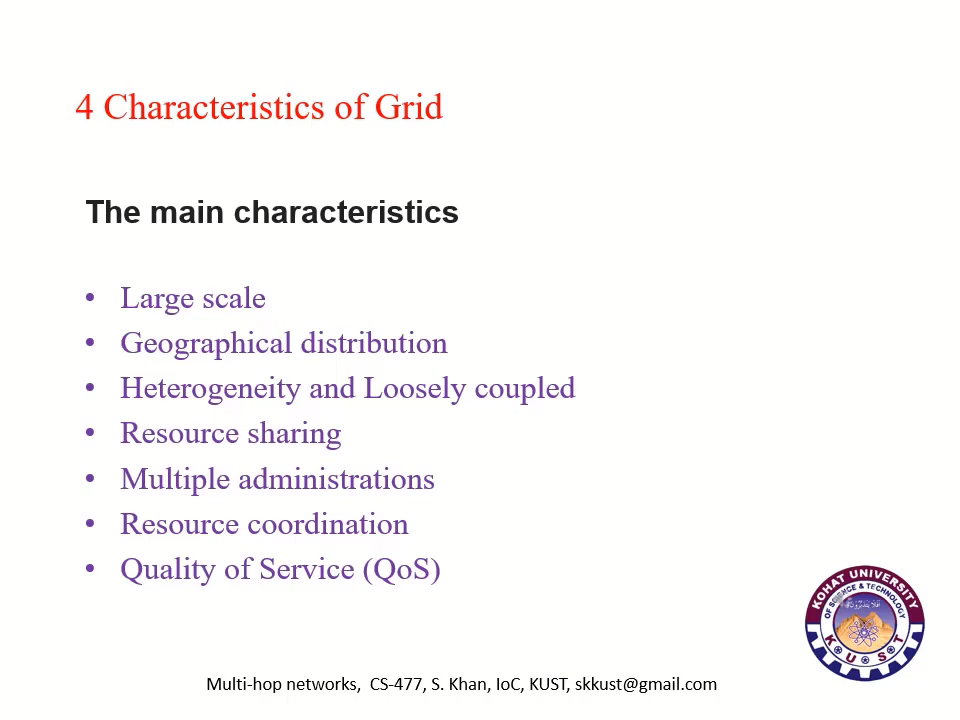 4 Characteristics of Grid
The main characteristics
• Large scale
• Geographical distribution
• Heterogeneity and Loosely coupled
• Resource sharing
• Multiple administrations
• Resource coordination
• Quality of Service (QoS)
KOHAT UNIVERSITY
OF SCIENCE & TECHNOLOGY
K U S T
Multi-hop networks, CS-477, S. Khan, IoC, KUST, skkust@gmail.com